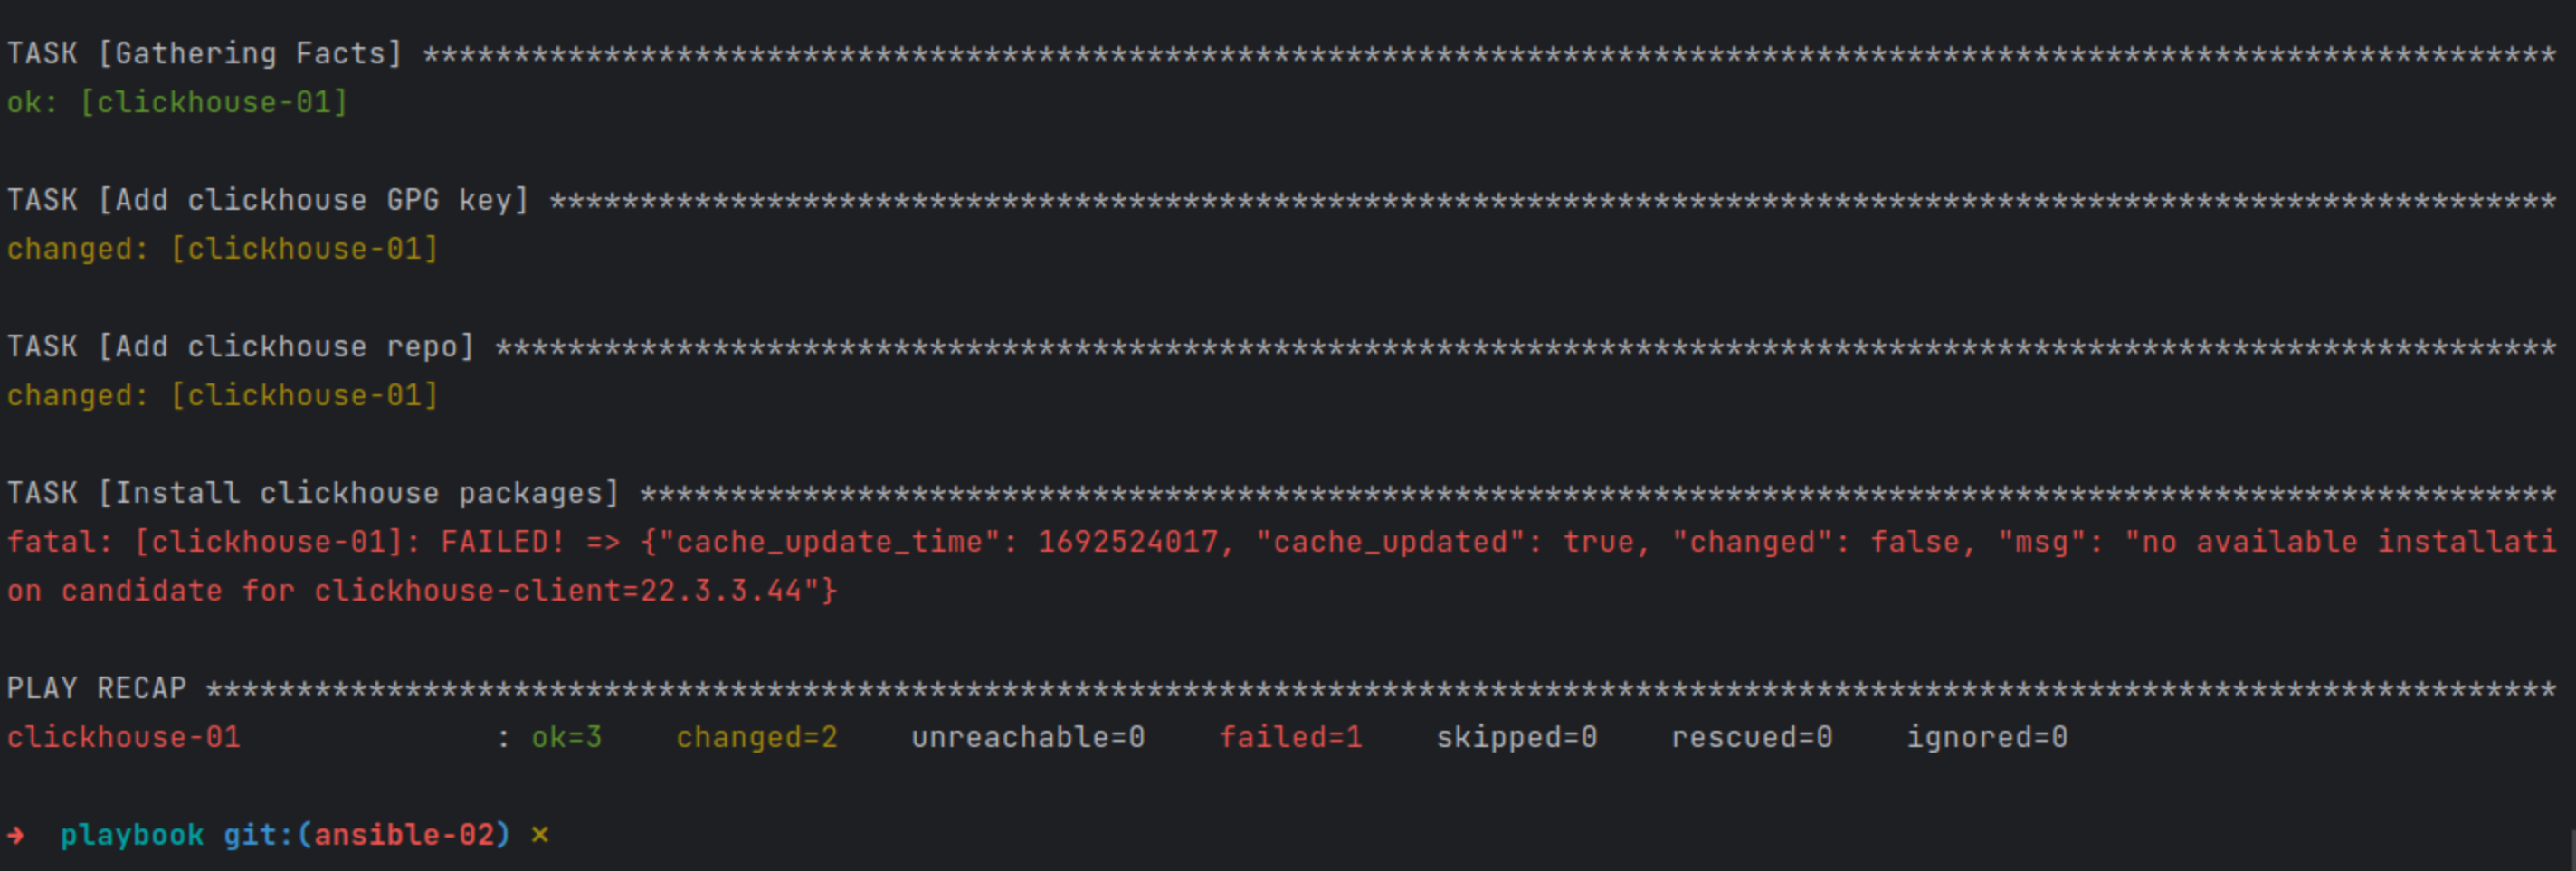 TASK [Gathering Facts] **********************************************************************************************************************
ok: [clickhouse-01]
TASK [Add clickhouse GPG key] ***************************************************************************************************************
changed: [clickhouse-01]
TASK [Add clickhouse repo] ******************************************************************************************************************
changed: [clickhouse-01]
TASK [Install clickhouse packages] **********************************************************************************************************
fatal: [clickhouse-01]: FAILED! => {"cache_update_time": 1692524017, "cache_updated": true, "changed": false, "msg": "no available installati
on candidate for clickhouse-client=22.3.3.44"}
PLAY RECAP **********************************************************************************************************************************
clickhouse-01              : ok=3    changed=2    unreachable=0    failed=1    skipped=0    rescued=0    ignored=0
➜  playbook git:(ansible-02) ×